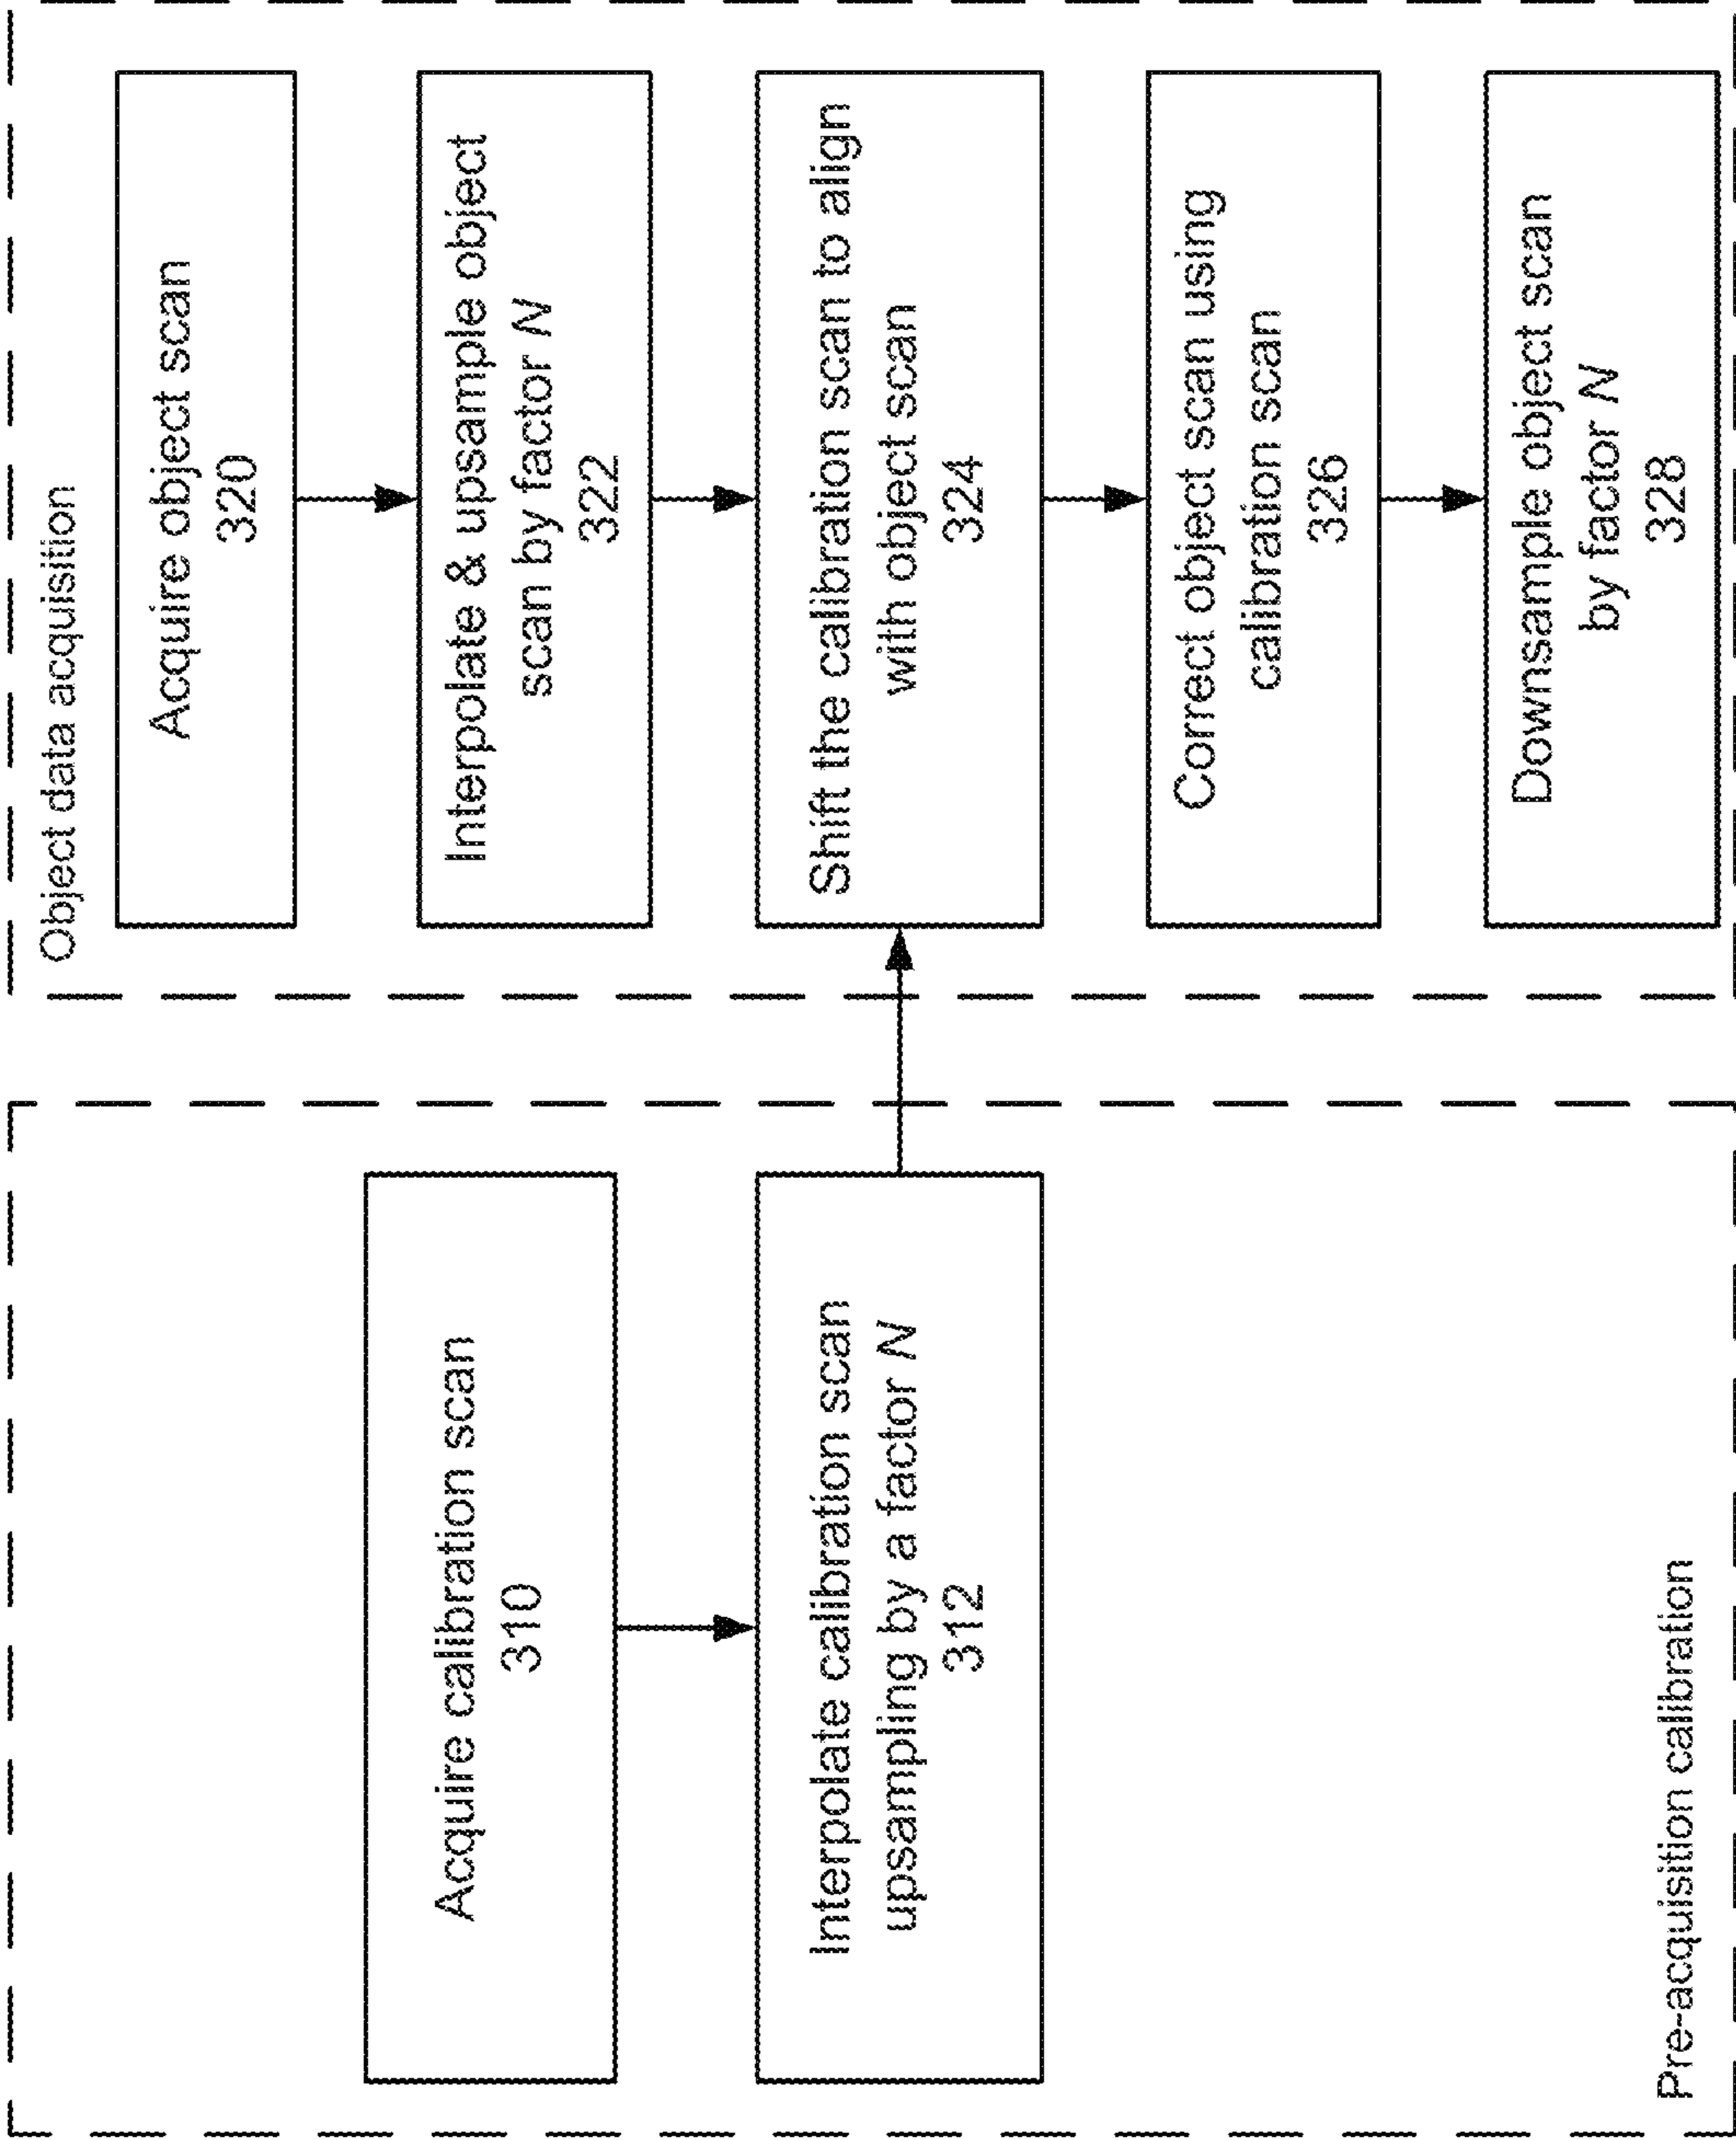 Pre-acquisition calibration
Acquire calibration scan
310
Interpolate calibration scan
upsampling by a factor N
312
Object data acquisition
Acquire object scan
320
Interpolate & upsample object
scan by factor N
322
Shift the calibration scan to align
with object scan
324
Correct object scan using
calibration scan
326
Downsample object scan
by factor N
328